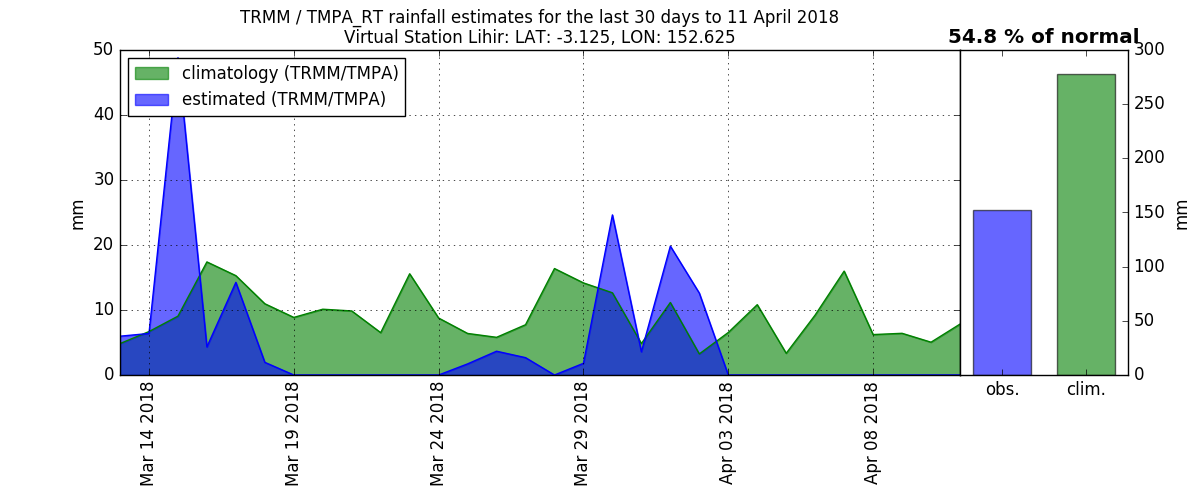 TRMM / TMPA_RT rainfall estimates for the last 30 days to 11 April 2018
Virtual Station Lihir: LAT: -3.125, LON: 152.625
54.8 % of normal
climatology (TRMM/TMPA)
estimated (TRMM/TMPA)
50
40
30
20
10
0
mm
Mar 14 2018
Mar 19 2018
Mar 24 2018
Mar 29 2018
Apr 03 2018
Apr 08 2018
300
250
200
150
100
50
0
mm
obs.
clim.